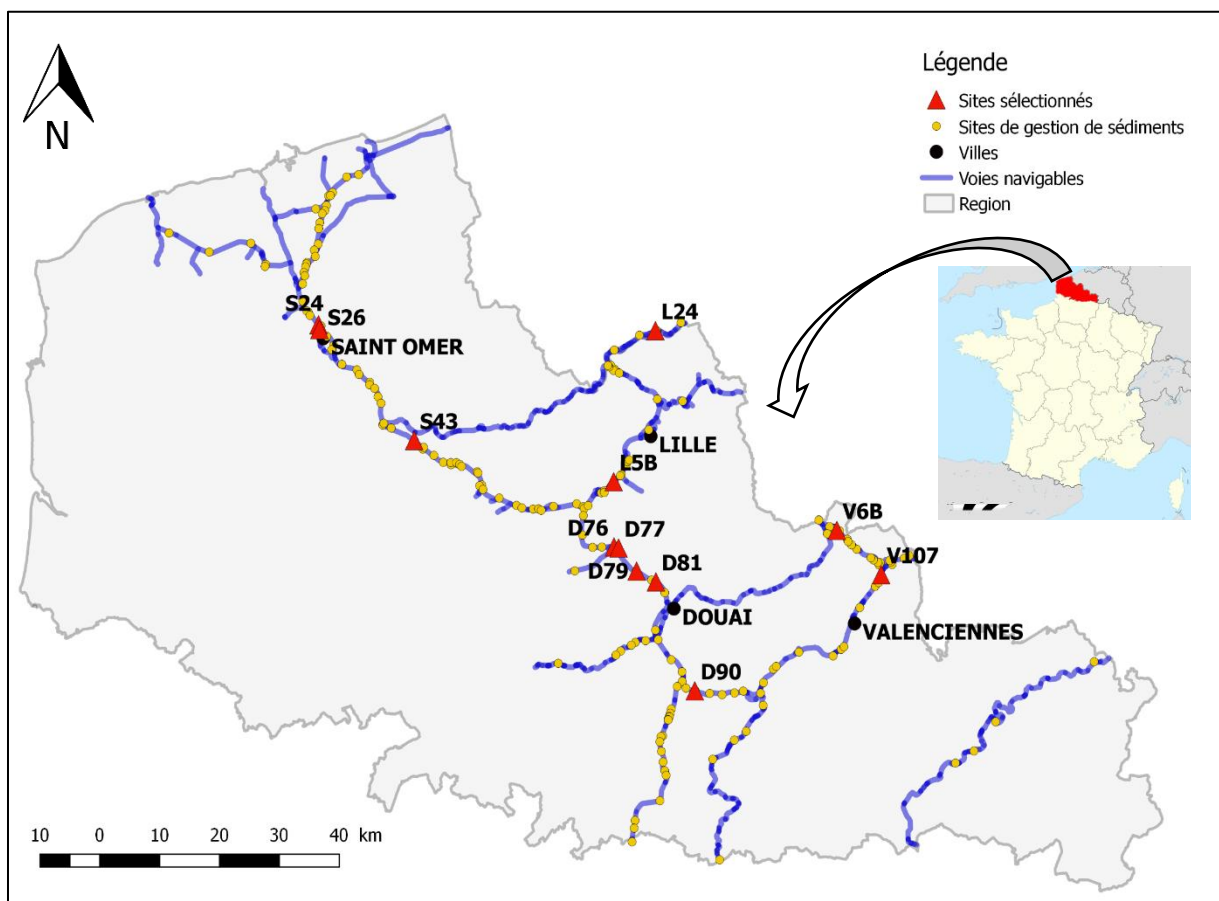 N
Légende
Sites sélectionnés
Sites de gestion de sédiments
Villes
Voies navigables
Region
S24
S26
SAINT OMER
L24
S43
LILLE
L5B
V6B
D76
D77
V107
D79
D81
DOUAI
VALENCIENNES
D90
10 0 10 20 30 40 km